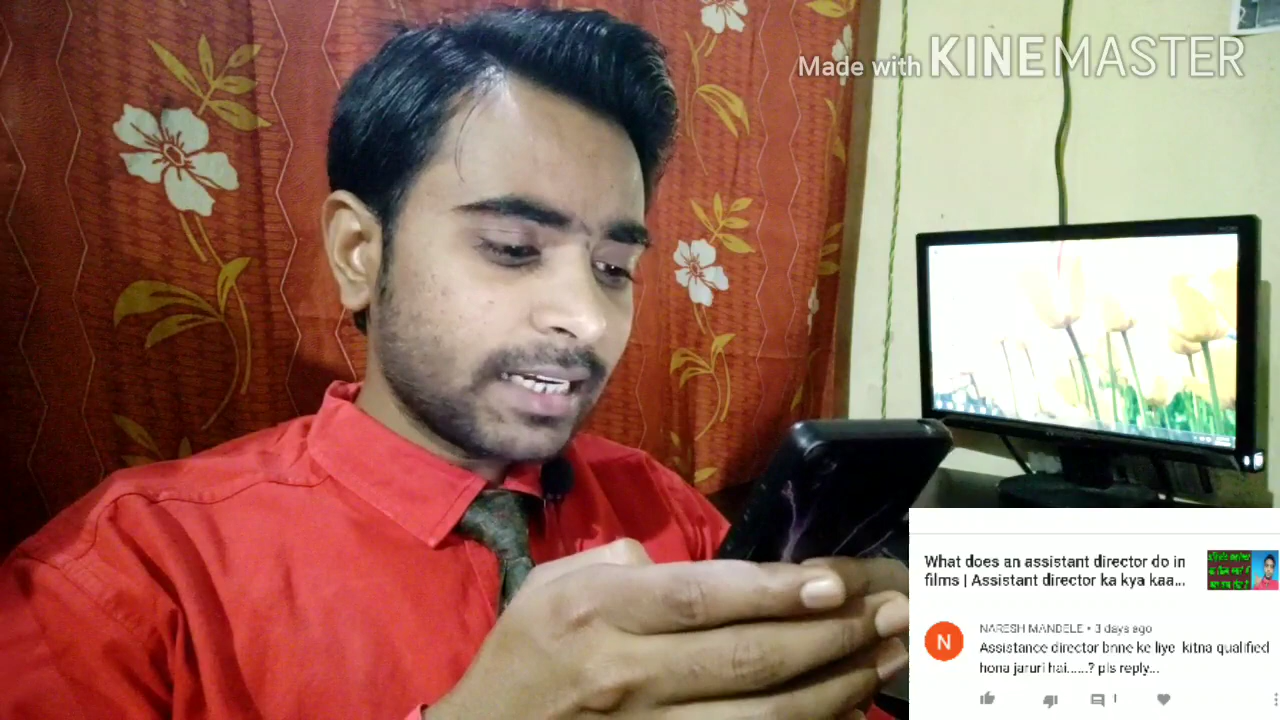 Made with KINEMASTER
What does an assistant director do in
films | Assistant director ka kya kaa...
N
NARESH MANDELE • 3 days ago
Assistance director bnne ke liye kitna qualified
hona jaruri hai......? pls reply...
1